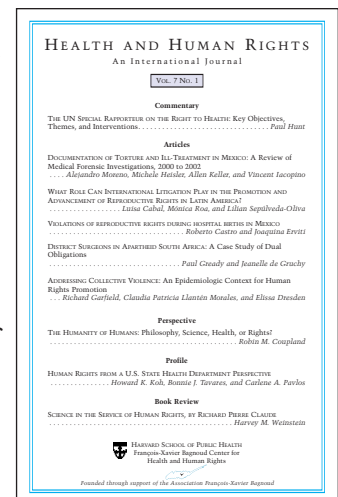 HEALTH AND HUMAN RIGHTS
An International Journal
VOL. 7 NO. 1
Commentary
THE UN SPECIAL RAPPORTEUR ON THE RIGHT TO HEALTH: Key Objectives,
Themes, and Interventions . . . . . . . . . . . . . . . . . . . . . . . . . . . . . . . . . Paul Hunt
Articles
DOCUMENTATION OF TORTURE AND ILL-TREATMENT IN MEXICO: A Review of
Medical Forensic Investigations, 2000 to 2002
. . . . Alejandro Moreno, Michele Heisler, Allen Keller, and Vincent Iacopino
WHAT ROLE CAN INTERNATIONAL LITIGATION PLAY IN THE PROMOTION AND
ADVANCEMENT OF REPRODUCTIVE RIGHTS IN LATIN AMERICA?
. . . . . . . . . . . . . . . . . . Luisa Cabal, Mónica Roa, and Lilian Sepúlveda-Oliva
VIOLATIONS OF REPRODUCTIVE RIGHTS DURING HOSPITAL BIRTHS IN MEXICO
. . . . . . . . . . . . . . . . . . . . . . . . . . . . . . . . . . Roberto Castro and Joaquina Erviti
DISTRICT SURGEONS IN APARTHEID SOUTH AFRICA: A Case Study of Dual
Obligations
. . . . . . . . . . . . . . . . . . . . . . . . . . . . . . . . . Paul Gready and Jeanelle de Gruchy
ADDRESSING COLLECTIVE VIOLENCE: An Epidemiologic Context for Human
Rights Promotion
. . . Richard Garfield, Claudia Patricia Llantén Morales, and Elissa Dresden
Perspective
THE HUMANITY OF HUMANS: Philosophy, Science, Health, or Rights?
. . . . . . . . . . . . . . . . . . . . . . . . . . . . . . . . . . . . . . . . . . . . . . . Robin M. Coupland
Profile
HUMAN RIGHTS FROM A U.S. STATE HEALTH DEPARTMENT PERSPECTIVE
. . . . . . . . . . . . . . . Howard K. Koh, Bonnie J. Tavares, and Carlene A. Pavlos
Book Review
SCIENCE IN THE SERVICE OF HUMAN RIGHTS, BY RICHARD PIERRE CLAUDE
. . . . . . . . . . . . . . . . . . . . . . . . . . . . . . . . . . . . . . . . . . . . . . Harvey M. Weinstein
HARVARD SCHOOL OF PUBLIC HEALTH
François-Xavier Bagnoud Center for
Health and Human Rights
Founded through support of the Association François-Xavier Bagnoud